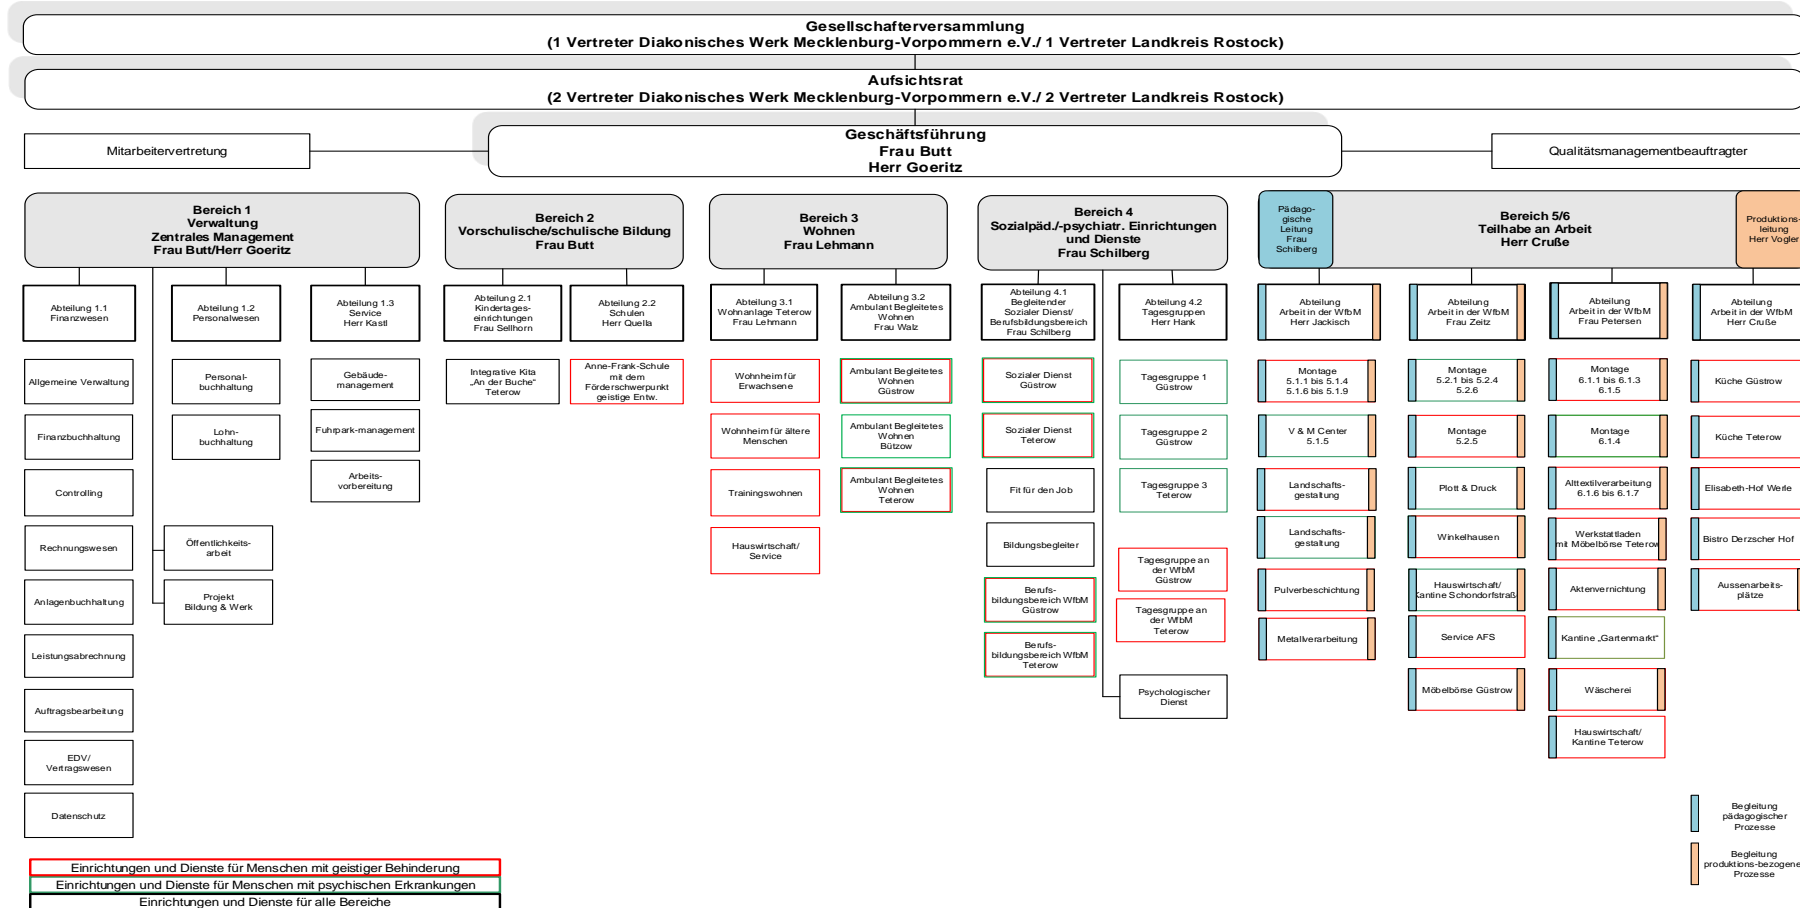 Gesellschafterversammlung
(1 Vertreter Diakonisches Werk Mecklenburg-Vorpommern e.V./ 1 Vertreter Landkreis Rostock)
Aufsichtsrat
(2 Vertreter Diakonisches Werk Mecklenburg-Vorpommern e.V./ 2 Vertreter Landkreis Rostock)
Mitarbeitervertretung
Geschäftsführung
Frau Butt
Herr Goeritz
Qualitätsmanagementbeauftragter
Bereich 1
Verwaltung
Zentrales Management
Frau Butt/Herr Goeritz
Bereich 2
Vorschulische/schulische Bildung
Frau Butt
Bereich 3
Wohnen
Frau Lehmann
Bereich 4
Sozialpäd./-psychiatr. Einrichtungen
und Dienste
Frau Schilberg
Pädago-
gische
Leitung
Frau
Schilberg
Bereich 5/6
Teilhabe an Arbeit
Herr Cruße
Produktions-
leitung
Herr Vogler
Abteilung 1.1
Finanzwesen
Abteilung 1.2
Personalwesen
Abteilung 1.3
Service
Herr Kastl
Abteilung 2.1
Kindertages-
einrichtungen
Frau Sellhorn
Abteilung 2.2
Schulen
Herr Quella
Abteilung 3.1
Wohnanlage Teterow
Frau Lehmann
Abteilung 3.2
Ambulant Begleitetes
Wohnen
Frau Walz
Abteilung 4.1
Begleitender
Sozialer Dienst/
Berufsbildungsbereich
Frau Schilberg
Abteilung 4.2
Tagesgruppen
Herr Hank
Abteilung
Arbeit in der WfbM
Herr Jackisch
Abteilung
Arbeit in der WfbM
Frau Zeitz
Abteilung
Arbeit in der WfbM
Frau Petersen
Abteilung
Arbeit in der WfbM
Herr Cruße
Allgemeine Verwaltung
Finanzbuchhaltung
Controlling
Rechnungswesen
Anlagenbuchhaltung
Leistungsabrechnung
Auftragsbearbeitung
EDV/
Vertragswesen
Datenschutz
Personal-
buchhaltung
Lohn-
buchhaltung
Öffentlichkeits-
arbeit
Projekt
Bildung & Werk
Gebäude-
management
Fuhrpark-management
Arbeits-
vorbereitung
Integrative Kita
„An der Buche“
Teterow
Anne-Frank-Schule
mit dem
Förderschwerpunkt
geistige Entw.
Wohnheim für
Erwachsene
Wohnheim für ältere
Menschen
Trainingswohnen
Hauswirtschaft/
Service
Ambulant Begleitetes
Wohnen
Güstrow
Ambulant Begleitetes
Wohnen
Bützow
Ambulant Begleitetes
Wohnen
Teterow
Sozialer Dienst
Güstrow
Sozialer Dienst
Teterow
Fit für den Job
Bildungsbegleiter
Berufs-
bildungsbereich WfbM
Güstrow
Berufs-
bildungsbereich WfbM
Teterow
Tagesgruppe 1
Güstrow
Tagesgruppe 2
Güstrow
Tagesgruppe 3
Teterow
Tagesgruppe an
der WfbM
Güstrow
Tagesgruppe an
der WfbM
Teterow
Psychologischer
Dienst
Montage
5.1.1 bis 5.1.4
5.1.6 bis 5.1.9
V & M Center
5.1.5
Landschafts-
gestaltung
Landschafts-
gestaltung
Pulverbeschichtung
Metallverarbeitung
Montage
5.2.1 bis 5.2.4
5.2.6
Montage
5.2.5
Plott & Druck
Winkelhausen
Hauswirtschaft/
Kantine Schondorfstraß
Service AFS
Möbelbörse Güstrow
Montage
6.1.1 bis 6.1.3
6.1.5
Montage
6.1.4
Alttextilverarbeitung
6.1.6 bis 6.1.7
Werkstattladen
mit Möbelbörse Teterow
Aktenvernichtung
Kantine „Gartenmarkt“
Wäscherei
Hauswirtschaft/
Kantine Teterow
Küche Güstrow
Küche Teterow
Elisabeth-Hof Werle
Bistro Derzscher Hof
Aussenarbeits-
plätze
Begleitung
pädagogischer
Prozesse
Begleitung
produktions-bezogene
Prozesse
Einrichtungen und Dienste für Menschen mit geistiger Behinderung
Einrichtungen und Dienste für Menschen mit psychischen Erkrankungen
Einrichtungen und Dienste für alle Bereiche